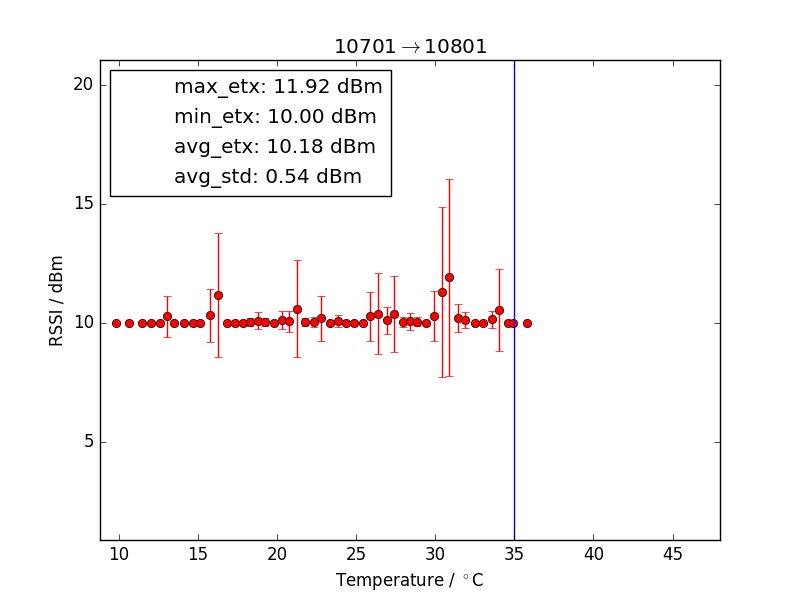 10701→10801
max_etx: 11.92 dBm
min_etx: 10.00 dBm
avg_etx: 10.18 dBm
avg_std: 0.54 dBm
20
15
10
5
RSSI / dBm
10 15 20 25 30 35 40 45
Temperature / °C